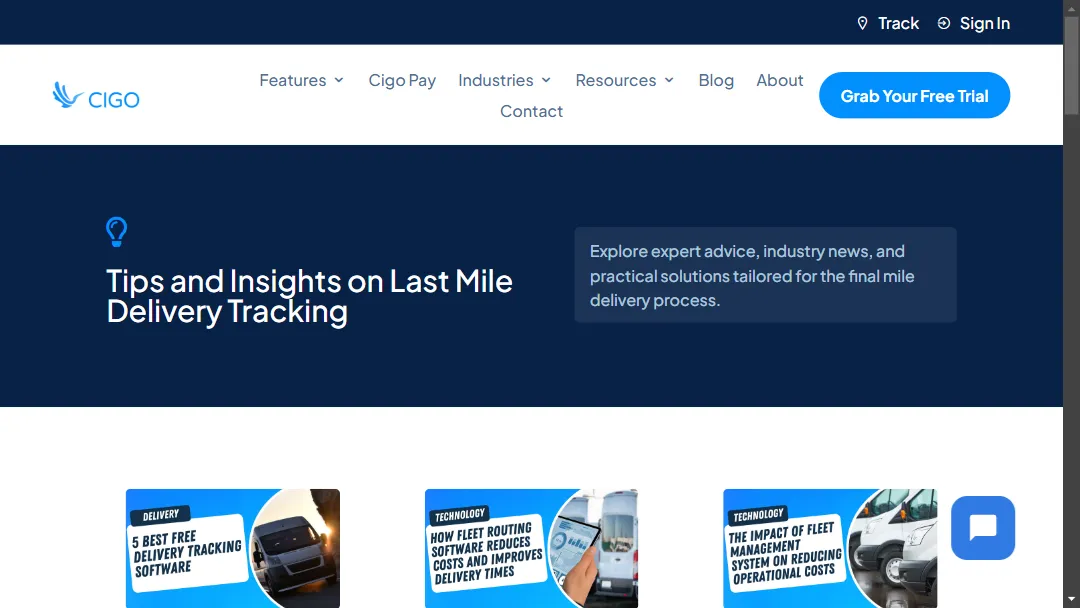 Track
Sign In
CIGO
Features
Cigo Pay
Industries
Resources
Blog
About
Contact
Grab Your Free Trial
Tips and Insights on Last Mile
Delivery Tracking
Explore expert advice, industry news, and
practical solutions tailored for the final mile
delivery process.
DELIVERY
5 BEST FREE
DELIVERY TRACKING
SOFTWARE
TECHNOLOGY
HOW FLEET ROUTING
SOFTWARE REDUCES
COSTS AND IMPROVES
DELIVERY TIMES
TECHNOLOGY
THE IMPACT OF FLEET
MANAGEMENT
SYSTEM ON REDUCING
OPERATIONAL COSTS